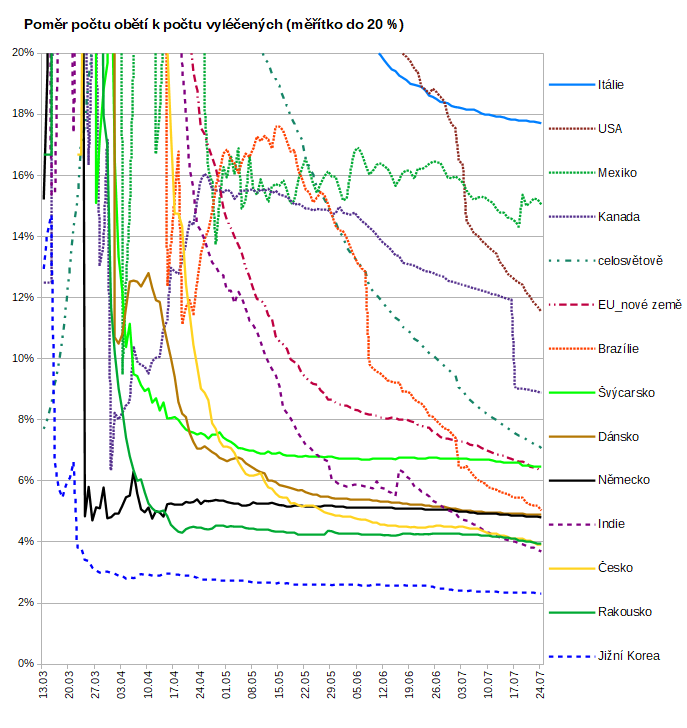 Poměr počtu obětí k počtu vyléčených (měřítko do 20 %)
20%
18%
16%
14%
12%
10%
8%
6%
4%
2%
0%
13.03
20.03
27.03
03.04
10.04
17.04
24.04
01.05
08.05
15.05
22.05
29.05
05.06
12.06
19.06
26.06
03.07
10.07
17.07
24.07
Itálie
USA
Mexiko
Kanada
celosvětově
EU_nové země
Brazílie
Švýcarsko
Dánsko
Německo
Indie
Česko
Rakousko
Jižní Korea